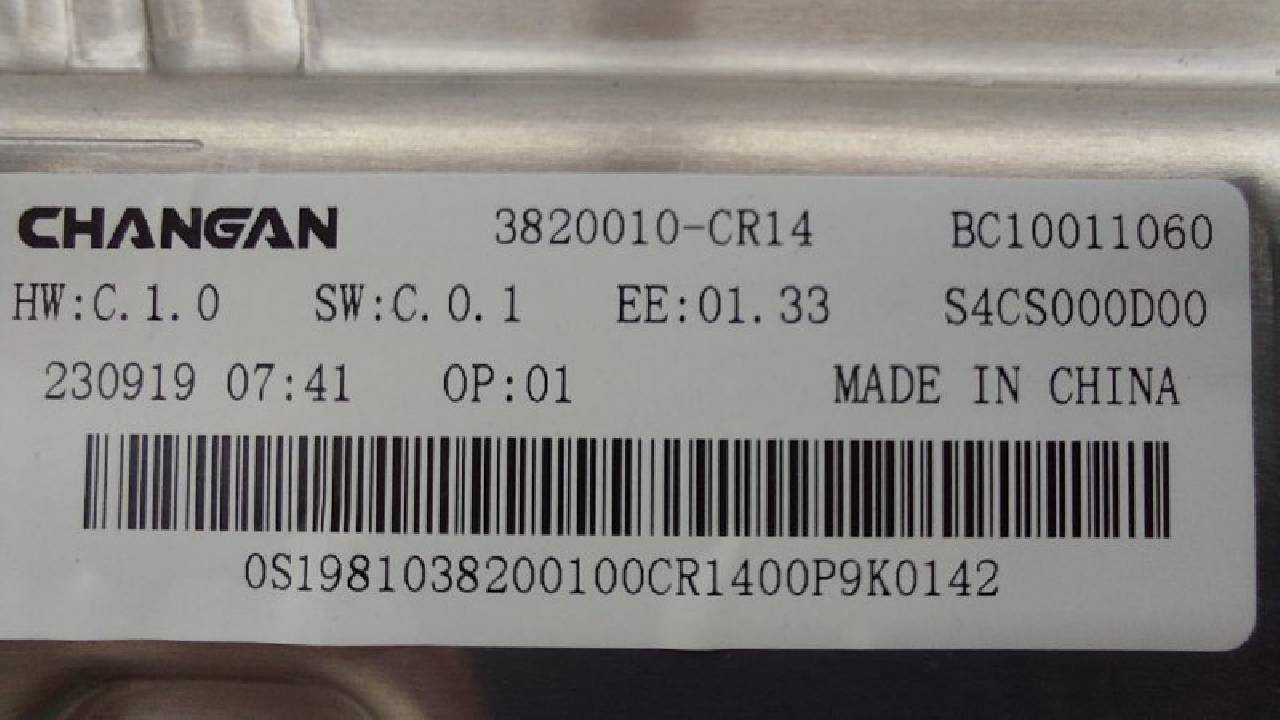 CHANGAN 3820010-CR14 BC10011060
HW:C.1.0 SW:C.0.1 EE:01.33 S4CS000D00
230919 07:41 OP:01 MADE IN CHINA
0S1981038200100CR1400P9K0142